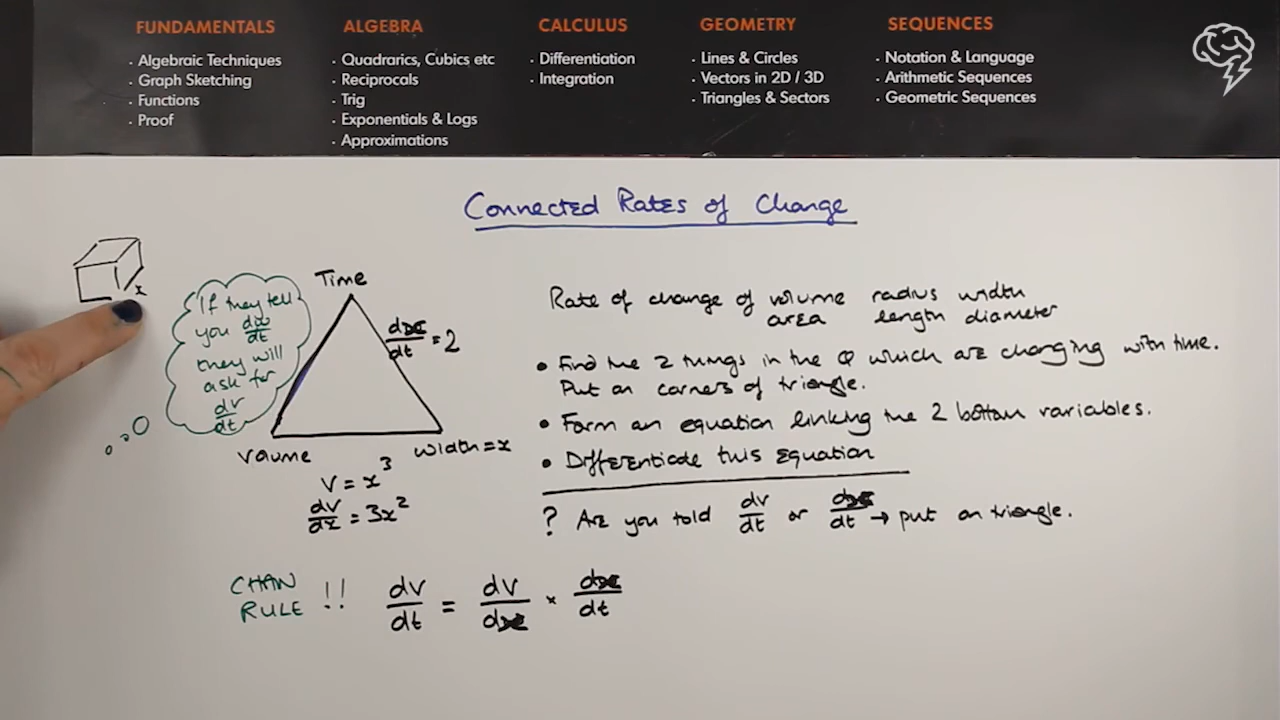 FUNDAMENTALS
· Algebraic Techniques
· Graph Sketching
· Functions
· Proof
ALGEBRA
· Quadrarics, Cubics etc
· Reciprocals
· Trig
· Exponentials & Logs
· Approximations
CALCULUS
· Differentiation
· Integration
GEOMETRY
· Lines & Circles
· Vectors in 2D / 3D
· Triangles & Sectors
SEQUENCES
· Notation & Language
· Arithmetic Sequences
· Geometric Sequences
Connected Rates of Change
x
If they tell
you dx/dt
they will
ask for
dv/dt
Time
dx/dt = 2
Volume
Width = x
V = x³
dV/dx = 3x²
Rate of change of volume radius width
area length diameter
• Find the 2 things in the Q which are changing with time.
Put on corners of triangle.
• Form an equation linking the 2 bottom variables.
• Differentiate this Equation
? Are you told dv/dt or dx/dt → put on triangle.
CHAIN
RULE !! dv/dt = dv/dx × dx/dt